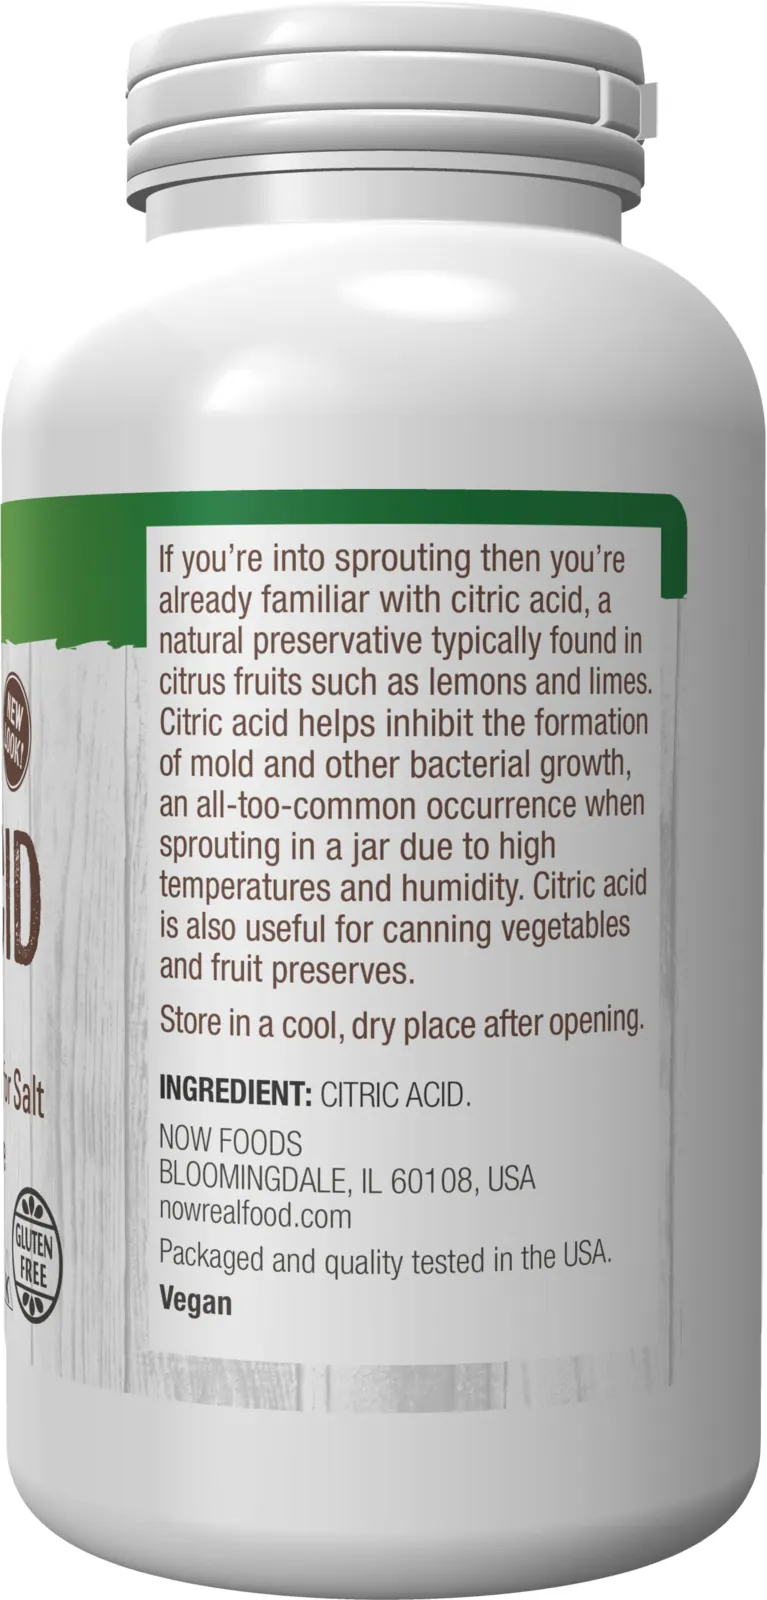 If you're into sprouting then you're
already familiar with citric acid, a
natural preservative typically found in
citrus fruits such as lemons and limes.
Citric acid helps inhibit the formation
of mold and other bacterial growth,
an all-too-common occurrence when
sprouting in a jar due to high
temperatures and humidity. Citric acid
is also useful for canning vegetables
and fruit preserves.
Store in a cool, dry place after opening.
INGREDIENT: CITRIC ACID.
NOW FOODS
BLOOMINGDALE, IL 60108, USA
nowrealfood.com
Packaged and quality tested in the USA.
Vegan
NEW
LOOK!
for Salt
GLUTEN
FREE